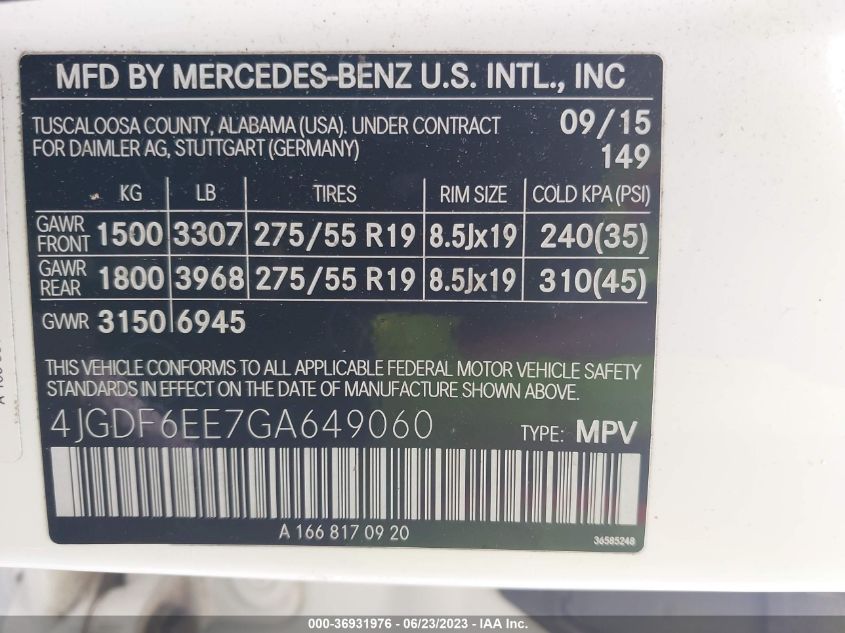 MFD BY MERCEDES-BENZ U.S. INTL., INC
TUSCALOOSA COUNTY, ALABAMA (USA). UNDER CONTRACT
FOR DAIMLER AG, STUTTGART (GERMANY)
09/15
149
KG LB TIRES RIM SIZE COLD KPA (PSI)
GAWR FRONT 1500 3307 275/55 R19 8.5Jx19 240(35)
GAWR REAR 1800 3968 275/55 R19 8.5Jx19 310(45)
GVWR 3150 6945
THIS VEHICLE CONFORMS TO ALL APPLICABLE FEDERAL MOTOR VEHICLE SAFETY
STANDARDS IN EFFECT ON THE DATE OF MANUFACTURE SHOWN ABOVE.
4JGDF6EE7GA649060 TYPE: MPV
A 166 817 09 20
36585248
000-36931976 - 06/23/2023 - IAA Inc.